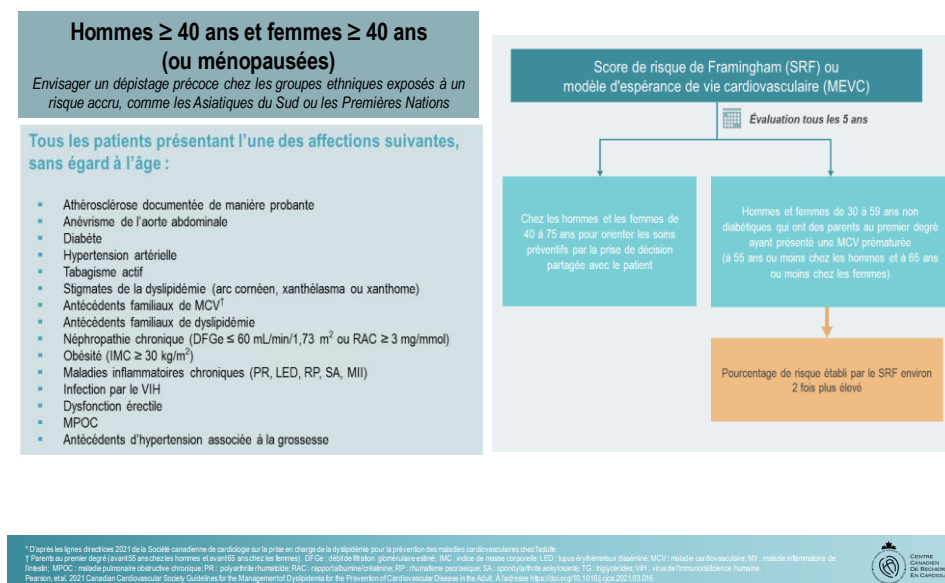 Hommes ≥ 40 ans et femmes ≥ 40 ans
(ou ménopausées)
Envisager un dépistage précoce chez les groupes ethniques exposés à un
risque accru, comme les Asiatiques du Sud ou les Premières Nations
Tous les patients présentant l'une des affections suivantes,
sans égard à l'âge :
▪ Athérosclérose documentée de manière probante
▪ Anévrisme de l'aorte abdominale
▪ Diabète
▪ Hypertension artérielle
▪ Tabagisme actif
▪ Stigmates de la dyslipidémie (arc cornéen, xanthélasma ou xanthome)
▪ Antécédents familiaux de MCV†
▪ Antécédents familiaux de dyslipidémie
▪ Néphropathie chronique (DFGe ≤ 60 mL/min/1,73 m² ou RAC ≥ 3 mg/mmol)
▪ Obésité (IMC ≥ 30 kg/m²)
▪ Maladies inflammatoires chroniques (PR, LED, RP, SA, MII)
▪ Infection par le VIH
▪ Dysfonction érectile
▪ MPOC
▪ Antécédents d'hypertension associée à la grossesse
Score de risque de Framingham (SRF) ou
modèle d'espérance de vie cardiovasculaire (MEVC)
Évaluation tous les 5 ans
Chez les hommes et les femmes de
40 à 75 ans pour orienter les soins
préventifs par la prise de décision
partagée avec le patient
Hommes et femmes de 30 à 59 ans non
diabétiques qui ont des parents au premier degré
ayant présenté une MCV prématurée
(à 55 ans ou moins chez les hommes et à 65 ans
ou moins chez les femmes)
Pourcentage de risque établi par le SRF environ
2 fois plus élevé
* D'après les lignes directrices 2021 de la Société canadienne de cardiologie sur la prise en charge de la dyslipidémie pour la prévention des maladies cardiovasculaires chez l'adulte.
† Parents au premier degré (avant 55 ans chez les hommes et avant 65 ans chez les femmes). DFGe : débit de filtration glomérulaire estimé; IMC : indice de masse corporelle; LED : lupus érythémateux disséminé; MCV : maladie cardiovasculaire; MII : maladie inflammatoire de
l'intestin; MPOC : maladie pulmonaire obstructive chronique; PR : polyarthrite rhumatoïde; RAC : rapport albumine/créatinine; RP : rhumatisme psoriasique; SA : spondylarthrite ankylosante; TG : triglycérides; VIH : virus de l'immunodéficience humaine.
Pearson, et al. 2021 Canadian Cardiovascular Society Guidelines for the Management of Dyslipidemia for the Prevention of Cardiovascular Disease in the Adult. À l'adresse https://doi.org/10.1016/j.cjca.2021.03.016
CENTRE
CANADIEN
DE RECHER
EN CARDIO